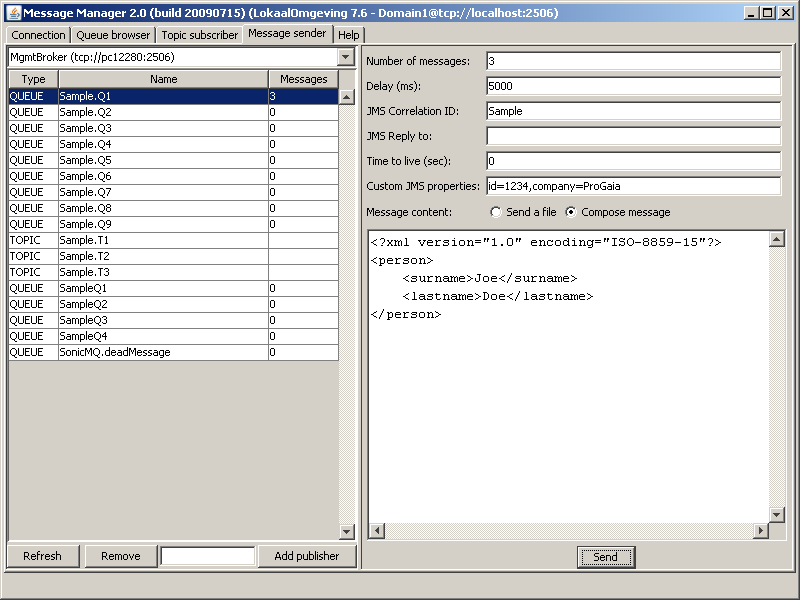 Message Manager 2.0 (build 20090715) (LokaalOmgeving 7.6 - Domain1@tcp://localhost:2506)
Connection Queue browser Topic subscriber Message sender Help
MgmtBroker (tcp://pc12280:2506)
Type Name Messages
QUEUE Sample.Q1 3
QUEUE Sample.Q2 0
QUEUE Sample.Q3 0
QUEUE Sample.Q4 0
QUEUE Sample.Q5 0
QUEUE Sample.Q6 0
QUEUE Sample.Q7 0
QUEUE Sample.Q8 0
QUEUE Sample.Q9 0
TOPIC Sample.T1
TOPIC Sample.T2
TOPIC Sample.T3
QUEUE SampleQ1 0
QUEUE SampleQ2 0
QUEUE SampleQ3 0
QUEUE SampleQ4 0
QUEUE SonicMQ.deadMessage 0
Refresh Remove Add publisher
Number of messages: 3
Delay (ms): 5000
JMS Correlation ID: Sample
JMS Reply to:
Time to live (sec): 0
Custom JMS properties: id=1234,company=ProGaia
Message content: Send a file Compose message
<?xml version="1.0" encoding="ISO-8859-15"?>
<person>
<surname>Joe</surname>
<lastname>Doe</lastname>
</person>
Send